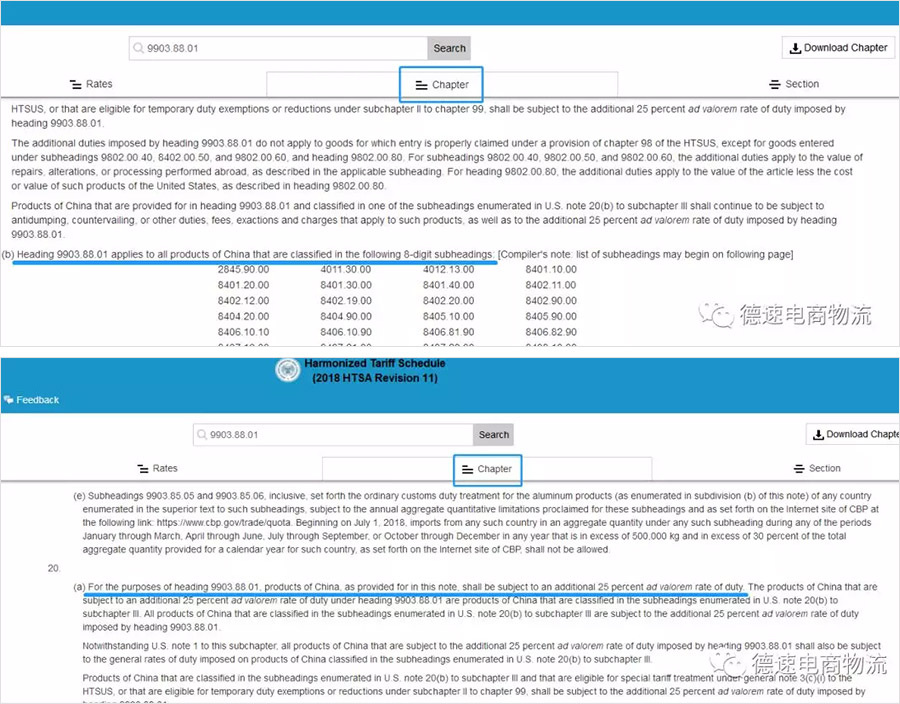 9903.88.01
Search
Download Chapter
Rates
Chapter
Section
HTSUS, or that are eligible for temporary duty exemptions or reductions under subchapter II to chapter 99, shall be subject to the additional 25 percent ad valorem rate of duty imposed by
heading 9903.88.01.
The additional duties imposed by heading 9903.88.01 do not apply to goods for which entry is properly claimed under a provision of chapter 98 of the HTSUS, except for goods entered
under subheadings 9802.00.40, 8402.00.50, and 9802.00.60, and heading 9802.00.80. For subheadings 9802.00.40, 9802.00.50, and 9802.00.60, the additional duties apply to the value of
repairs, alterations, or processing performed abroad, as described in the applicable subheading. For heading 9802.00.80, the additional duties apply to the value of the article less the cost
or value of such products of the United States, as described in heading 9802.00.80.
Products of China that are provided for in heading 9903.88.01 and classified in one of the subheadings enumerated in U.S. note 20(b) to subchapter III shall continue to be subject to
antidumping, countervailing, or other duties, fees, exactions and charges that apply to such products, as well as to the additional 25 percent ad valorem rate of duty imposed by heading
9903.88.01.
(b) Heading 9903.88.01 applies to all products of China that are classified in the following 8-digit subheadings: [Compiler's note: list of subheadings may begin on following page]
2845.90.00 4011.30.00 4012.13.00 8401.10.00
8401.20.00 8401.30.00 8401.40.00 8402.11.00
8402.12.00 8402.19.00 8402.20.00 8402.90.00
8404.20.00 8404.90.00 8405.10.00 8405.90.00
8406.10.10 8406.10.90 8406.81.90 8406.82.90
德速电商物流
Harmonized Tariff Schedule
(2018 HTSA Revision 11)
Feedback
9903.88.01
Search
Download Chapte
Rates
Chapter
Section
(e) Subheadings 9903.85.05 and 9903.85.06, inclusive, set forth the ordinary customs duty treatment for the aluminum products (as enumerated in subdivision (b) of this note) of any country
enumerated in the superior text to such subheadings, subject to the annual aggregate quantitative limitations proclaimed for these subheadings and as set forth on the Internet site of CBP at
the following link: https://www.cbp.gov/trade/quota. Beginning on July 1, 2018, imports from any such country in an aggregate quantity under any such subheading during any of the periods
January through March, April through June, July through September, or October through December in any year that is in excess of 500,000 kg and in excess of 30 percent of the total
aggregate quantity provided for a calendar year for such country, as set forth on the Internet site of CBP, shall not be allowed.
20.
(a) For the purposes of heading 9903.88.01, products of China, as provided for in this note, shall be subject to an additional 25 percent ad valorem rate of duty. The products of China that are
subject to an additional 25 percent ad valorem rate of duty under heading 9903.88.01 are products of China that are classified in the subheadings enumerated in U.S. note 20(b) to
subchapter III. All products of China that are classified in the subheadings enumerated in U.S. note 20(b) to subchapter III are subject to the additional 25 percent ad valorem rate of duty
imposed by heading 9903.88.01.
Notwithstanding U.S. note 1 to this subchapter, all products of China that are subject to the additional 25 percent ad valorem rate of duty imposed by heading 9903.88.01 shall also be subject
to the general rates of duty imposed on products of China classified in the subheadings enumerated in U.S. note 20(b) to subchapter III.
Products of China that are classified in the subheadings enumerated in U.S. note 20(b) to subchapter III and that are eligible for special tariff treatment under general note 3(c)(i) to the
HTSUS, or that are eligible for temporary duty exemptions or reductions under subchapter II to chapter 99, shall be subject to the additional 25 percent ad valorem rate of duty imposed by
德速电商物流